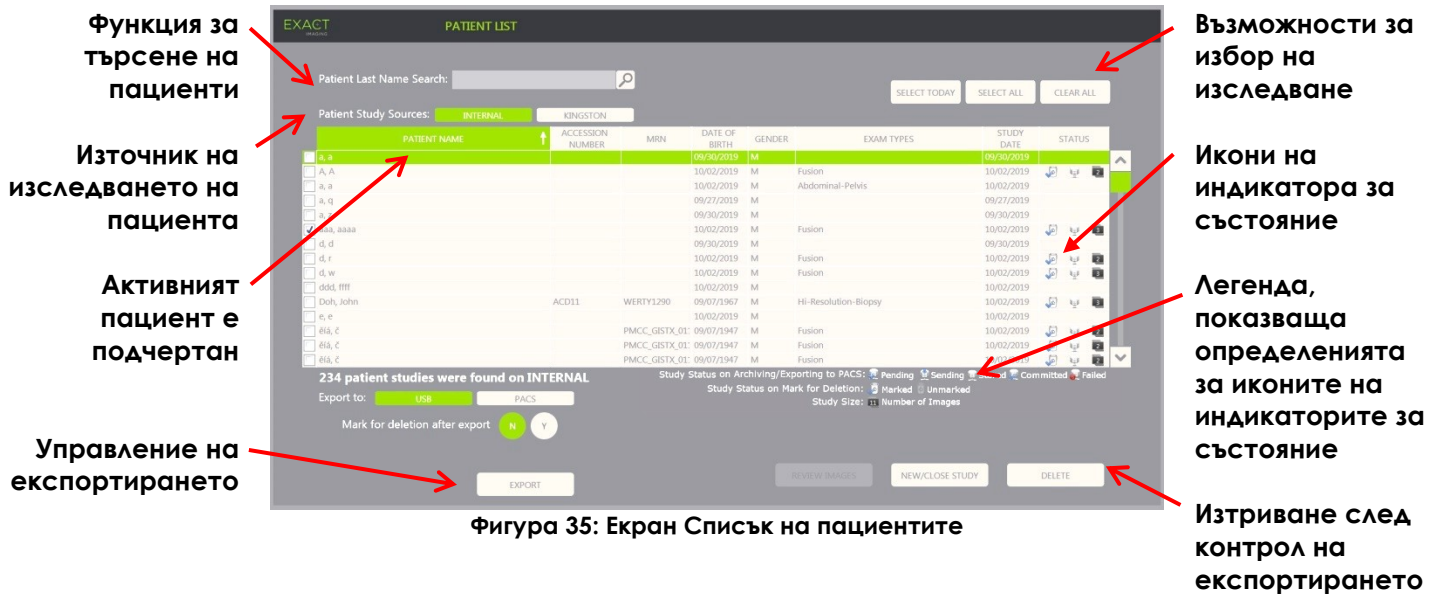 Функция за
търсене на
пациенти
Източник на
изследването на
пациента
Активният
пациент е
подчертан
Управление на
експортирането
EXACT
IMAGING
PATIENT LIST
Patient Last Name Search:
SELECT TODAY SELECT ALL CLEAR ALL
Patient Study Sources: INTERNAL KINGSTON
PATIENT NAME ACCESSION NUMBER MRN DATE OF BIRTH GENDER EXAM TYPES STUDY DATE STATUS
a, a 09/30/2019 M 09/30/2019
A, A 10/02/2019 M Fusion 10/02/2019
a, a 10/02/2019 M Abdominal-Pelvis 10/02/2019
a, q 09/27/2019 M 09/27/2019
a, 09/30/2019 M 09/30/2019
aaa, aaaa 10/02/2019 M Fusion 10/02/2019
d, d 09/30/2019 M 09/30/2019
d, r 10/02/2019 M Fusion 10/02/2019
d, w 10/02/2019 M Fusion 10/02/2019
ddd, ffff 10/02/2019 M 10/02/2019
Doh, John ACD11 WERTY1290 09/07/1967 M Hi-Resolution-Biopsy 10/02/2019
e, e 10/02/2019 M 10/02/2019
êíá, č PMCC_GISTX_01: 09/07/1947 M Fusion 10/02/2019
êíá, č PMCC_GISTX_01: 09/07/1947 M Fusion 10/02/2019
êíá, č PMCC_GISTX_01: 09/07/1947 M Fusion 10/02/2019
234 patient studies were found on INTERNAL
Study Status on Archiving/Exporting to PACS: Pending Sending Committed Failed
Study Status on Mark for Deletion: Marked Unmarked
Study Size: 11 Number of Images
Export to: USB PACS
Mark for deletion after export N Y
EXPORT REVIEW IMAGES NEW/CLOSE STUDY DELETE
Възможности за
избор на
изследване
Икони на
индикатора за
състояние
Легенда,
показваща
определенията
за иконите на
индикаторите за
състояние
Изтриване след
контрол на
експортирането
Фигура 35: Екран Списък на пациентите